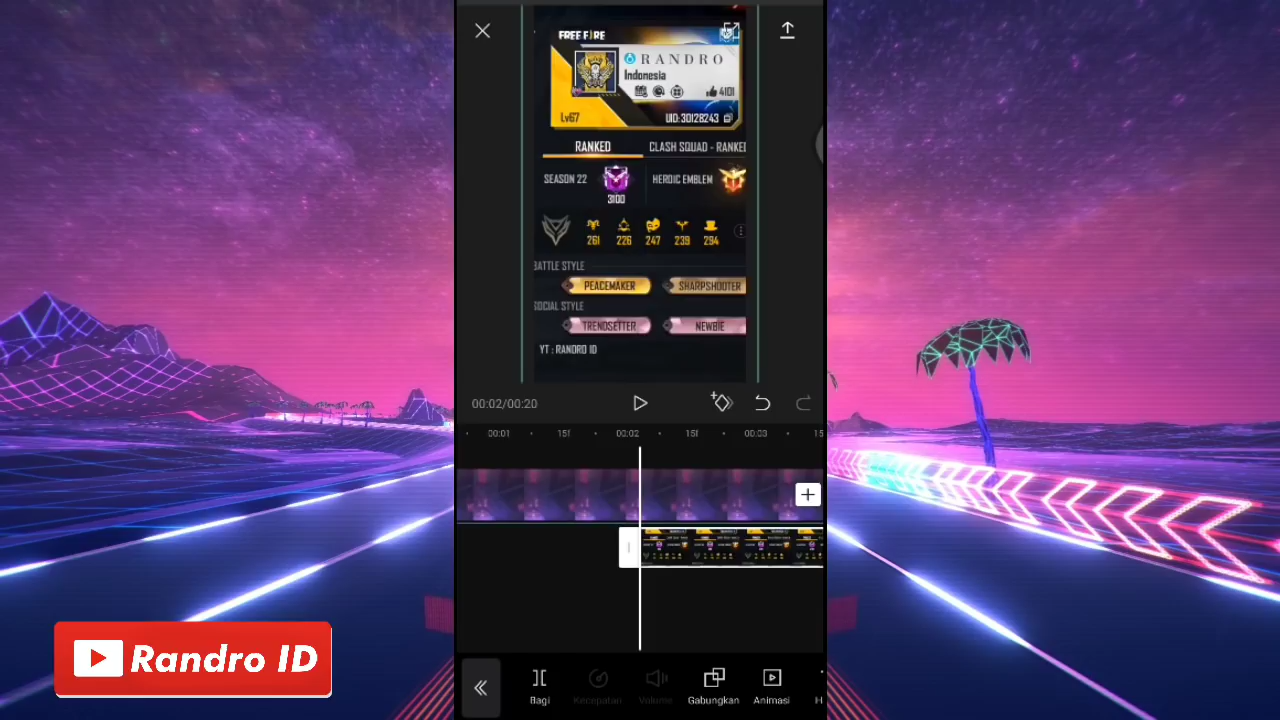 FREE FIRE
RANDRO
Indonesia
4101
Lv67
UID:30128243
RANKED
CLASH SQUAD - RANKED
SEASON 22
3100
HEROIC EMBLEM
261 226 247 239 294
BATTLE STYLE
PEACEMAKER
SHARPSHOOTER
SOCIAL STYLE
TRENDSETTER
NEWBIE
YT : RANDRO ID
00:02/00:20
00:01 15f 00:02 15f 00:03 15
Bagi
Kecepatan
Volume
Gabungkan
Animasi
H
Randro ID